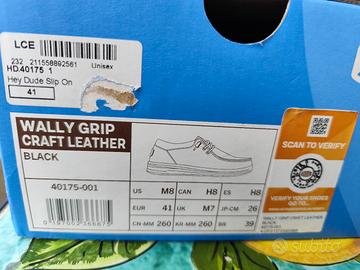 LCE
232 211558892561
HD.40175 1
Hey Dude Slip On
41
WALLY GRIP
CRAFT LEATHER
BLACK
40175-001
US M8 CAN H8 ES H8
EUR 41 UK M7 JP-CM 26
CN-MM 260 KR-MM 260 BR 39
SCAN TO VERIFY
VERIFY YOUR SHOES
GO TO...
WALLY GRIP CRAFT LEATHER
BLACK
40175-001
subito